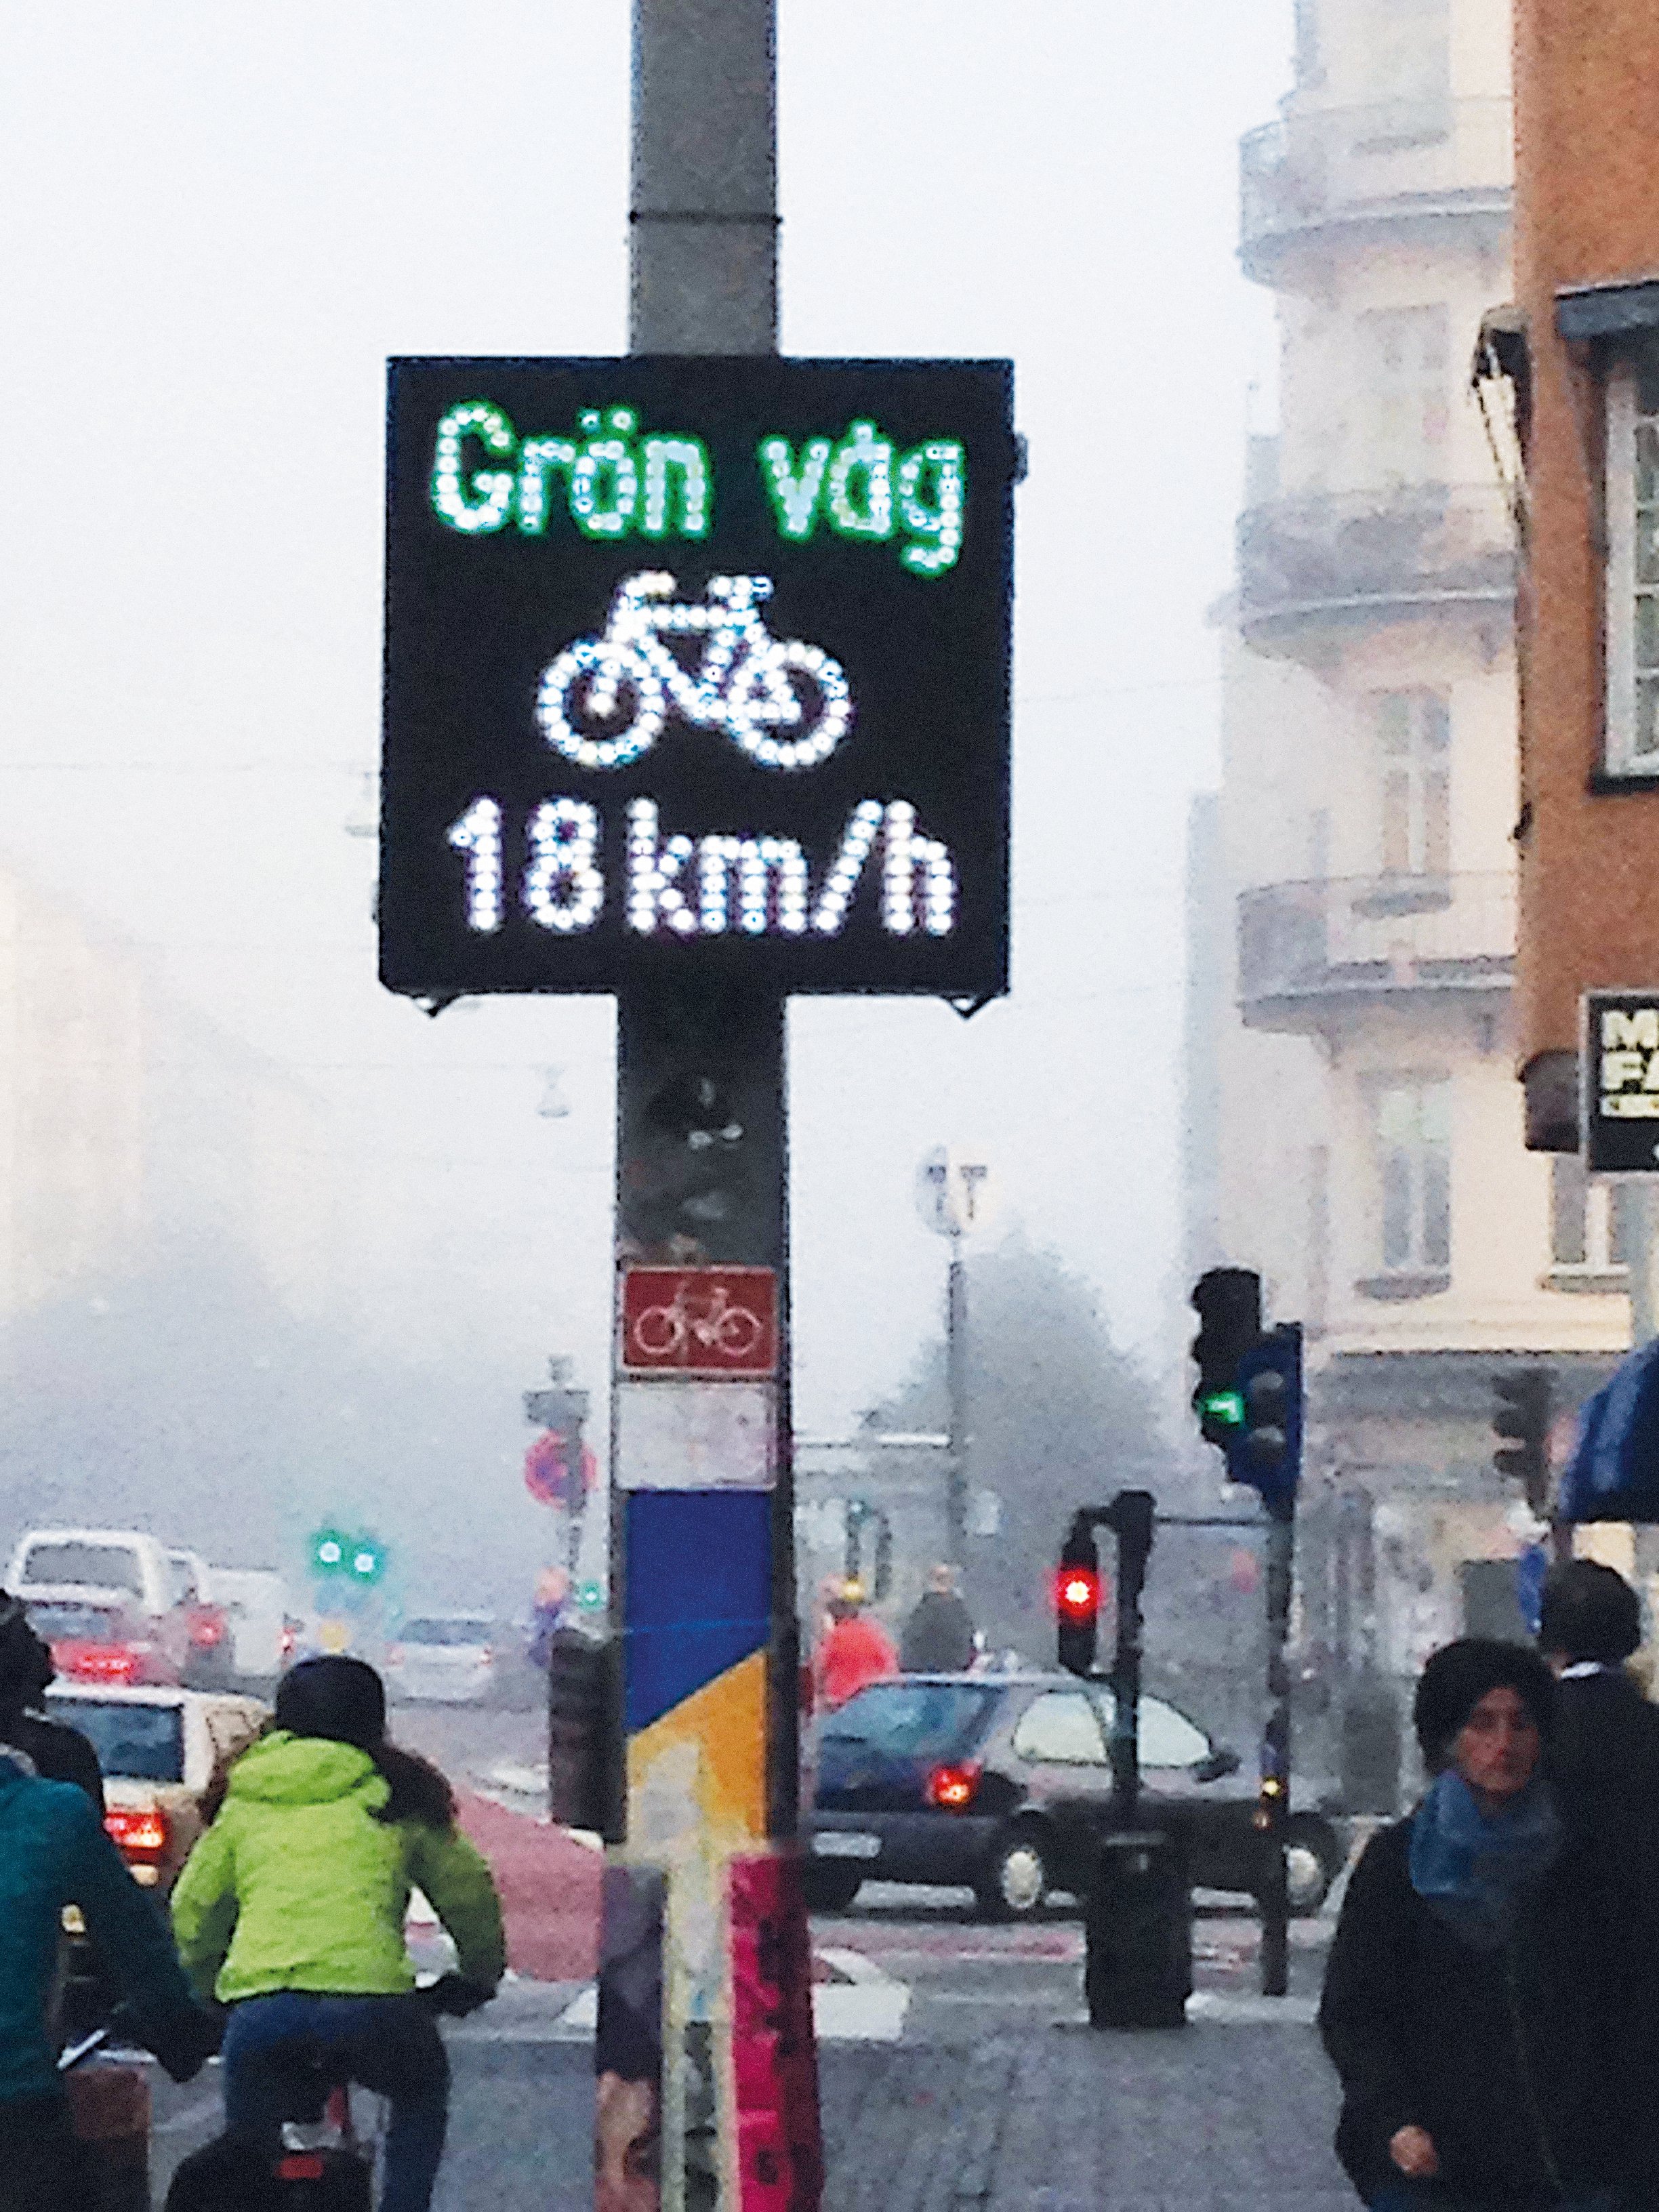 Grön våg
18 km/h